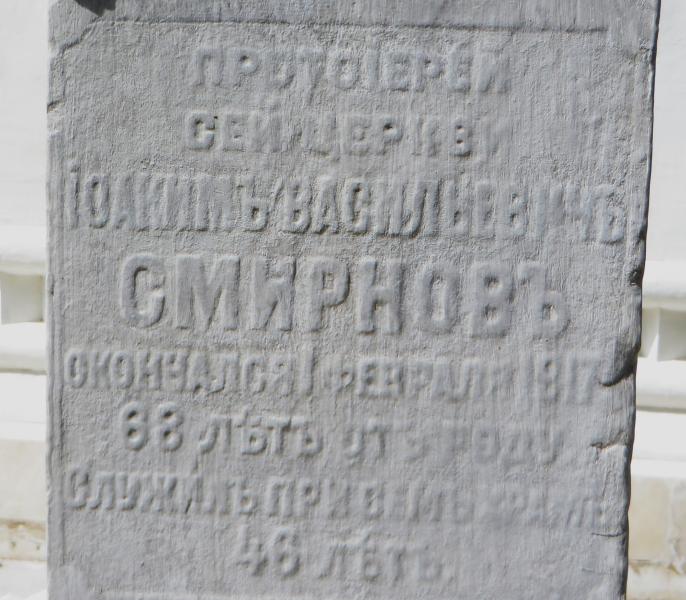 ПРОТОІЕРЕЙ
СЕЙ ЦЕРКВИ
ІОАКИМЪ ВАСИЛЬЕВИЧЪ
СМИРНОВЪ
ОКОНЧАЛСЯ 1 ФЕВРАЛЯ 1917
68 ЛѢТЪ ОТЪ РОДУ
СЛУЖИЛЪ ПРИ СЕМЪ ХРАМѢ
46 ЛѢТЪ.